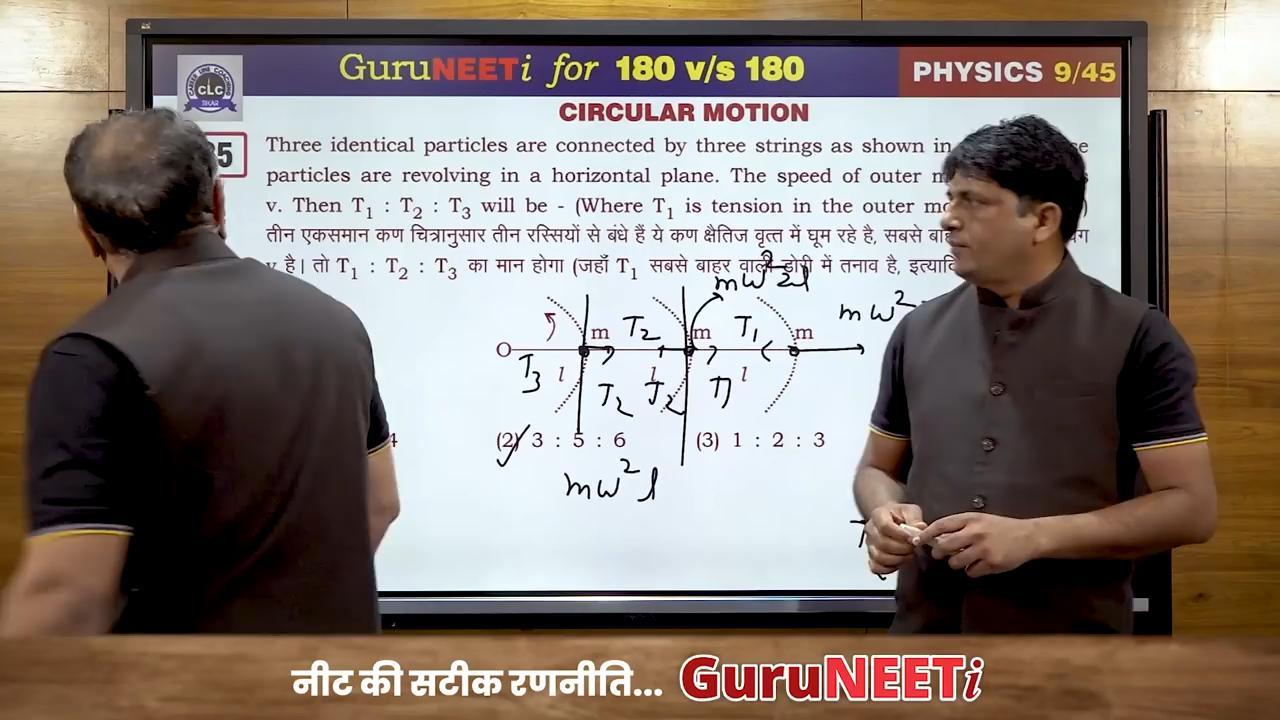 GuruNEETi for 180 v/s 180
PHYSICS 9/45
CLC
SIKAR
CIRCULAR MOTION
35
Three identical particles are connected by three strings as shown in
particles are revolving in a horizontal plane. The speed of outer
v. Then T₁ : T₂ : T₃ will be - (Where T₁ is tension in the outer
तीन एकसमान कण चित्रानुसार तीन रस्सियों से बंधे हैं ये कण क्षैतिज वृत्त में घूम रहे है, सबसे
v है। तो T₁ : T₂ : T₃ का मान होगा (जहाँ T₁ सबसे बाहर वाली डोरी में तनाव है,
mω²2l
mω²
m T₂ m T₁ m
O
T₃ l T₂ l T₂ T₁ l
4 (2) 3 : 5 : 6 (3) 1 : 2 : 3
mω²l
नीट की सटीक रणनीति... GuruNEETi